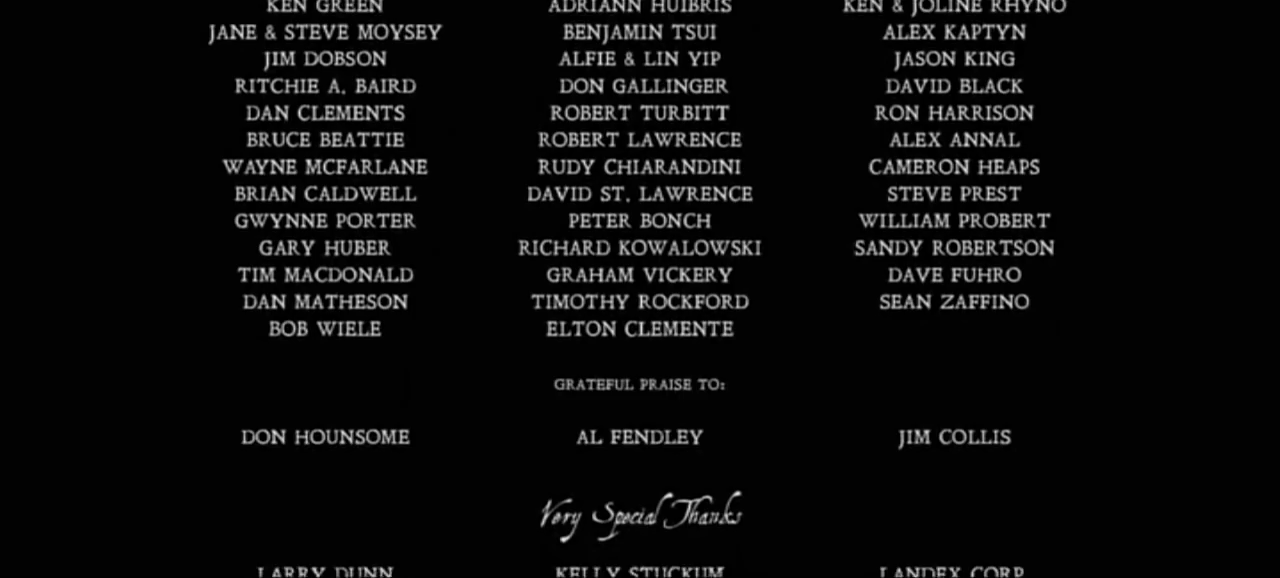 KEN GREEN ADRIANN HUIBRIS KEN & JOLINE RHYNO
JANE & STEVE MOYSEY BENJAMIN TSUI ALEX KAPTYN
JIM DOBSON ALFIE & LIN YIP JASON KING
RITCHIE A. BAIRD DON GALLINGER DAVID BLACK
DAN CLEMENTS ROBERT TURBITT RON HARRISON
BRUCE BEATTIE ROBERT LAWRENCE ALEX ANNAL
WAYNE MCFARLANE RUDY CHIARANDINI CAMERON HEAPS
BRIAN CALDWELL DAVID ST. LAWRENCE STEVE PREST
GWYNNE PORTER PETER BONCH WILLIAM PROBERT
GARY HUBER RICHARD KOWALOWSKI SANDY ROBERTSON
TIM MACDONALD GRAHAM VICKERY DAVE FUHRO
DAN MATHESON TIMOTHY ROCKFORD SEAN ZAFFINO
BOB WIELE ELTON CLEMENTE
GRATEFUL PRAISE TO:
DON HOUNSOME AL FENDLEY JIM COLLIS
Very Special Thanks
LARRY DUNN KELLY STUCKUM LANDEX CORP